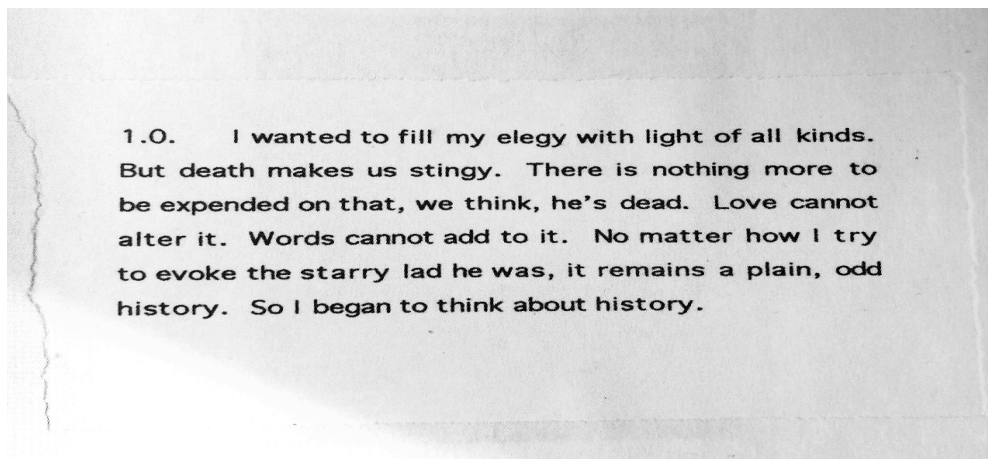 1.0. I wanted to fill my elegy with light of all kinds.
But death makes us stingy. There is nothing more to
be expended on that, we think, he's dead. Love cannot
alter it. Words cannot add to it. No matter how I try
to evoke the starry lad he was, it remains a plain, odd
history. So I began to think about history.